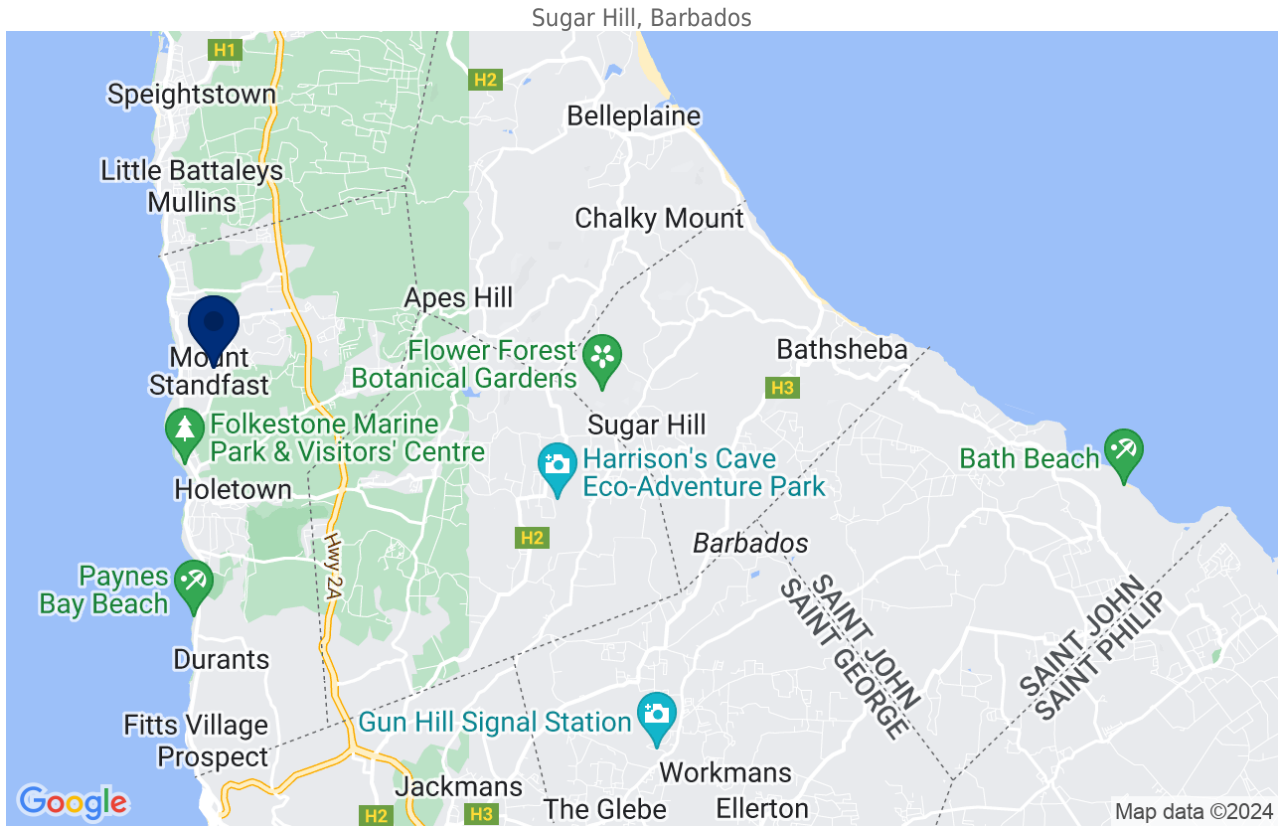 Sugar Hill, Barbados
H1
H2
Speightstown
Belleplaine
Little Battaleys
Mullins
Chalky Mount
Apes Hill
Mount
Standfast
Flower Forest
Botanical Gardens
Bathsheba
H3
Folkestone Marine
Park & Visitors' Centre
Sugar Hill
Harrison's Cave
Eco-Adventure Park
Bath Beach
Holetown
H2
Barbados
Hwy 2A
Paynes
Bay Beach
SAINT JOHN
SAINT GEORGE
SAINT JOHN
SAINT PHILIP
Durants
Fitts Village
Prospect
Gun Hill Signal Station
Workmans
Jackmans
The Glebe
Ellerton
H2
H3
Google
Map data ©2024